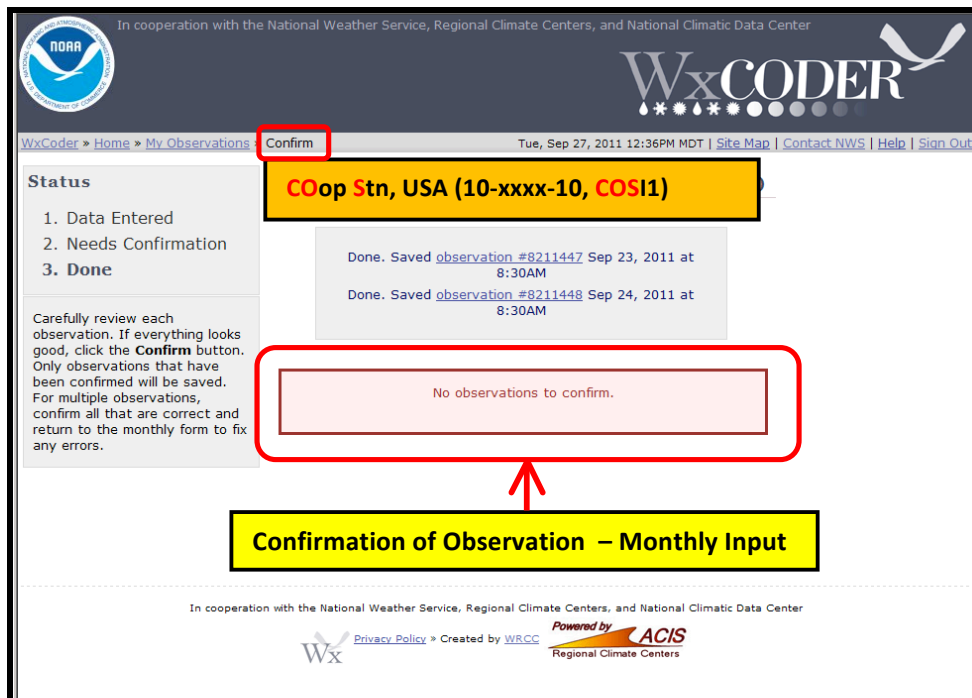 In cooperation with the National Weather Service, Regional Climate Centers, and National Climatic Data Center
NOAA
WxCODER
WxCoder » Home » My Observations » Confirm
Tue, Sep 27, 2011 12:36PM MDT | Site Map | Contact NWS | Help | Sign Out
Status
1. Data Entered
2. Needs Confirmation
3. Done
Carefully review each
observation. If everything looks
good, click the Confirm button.
Only observations that have
been confirmed will be saved.
For multiple observations,
confirm all that are correct and
return to the monthly form to fix
any errors.
COop Stn, USA (10-xxxx-10, COSI1)
Done. Saved observation #8211447 Sep 23, 2011 at
8:30AM
Done. Saved observation #8211448 Sep 24, 2011 at
8:30AM
No observations to confirm.
Confirmation of Observation – Monthly Input
In cooperation with the National Weather Service, Regional Climate Centers, and National Climatic Data Center
Wx
Privacy Policy » Created by WRCC
Powered by
ACIS
Regional Climate Centers